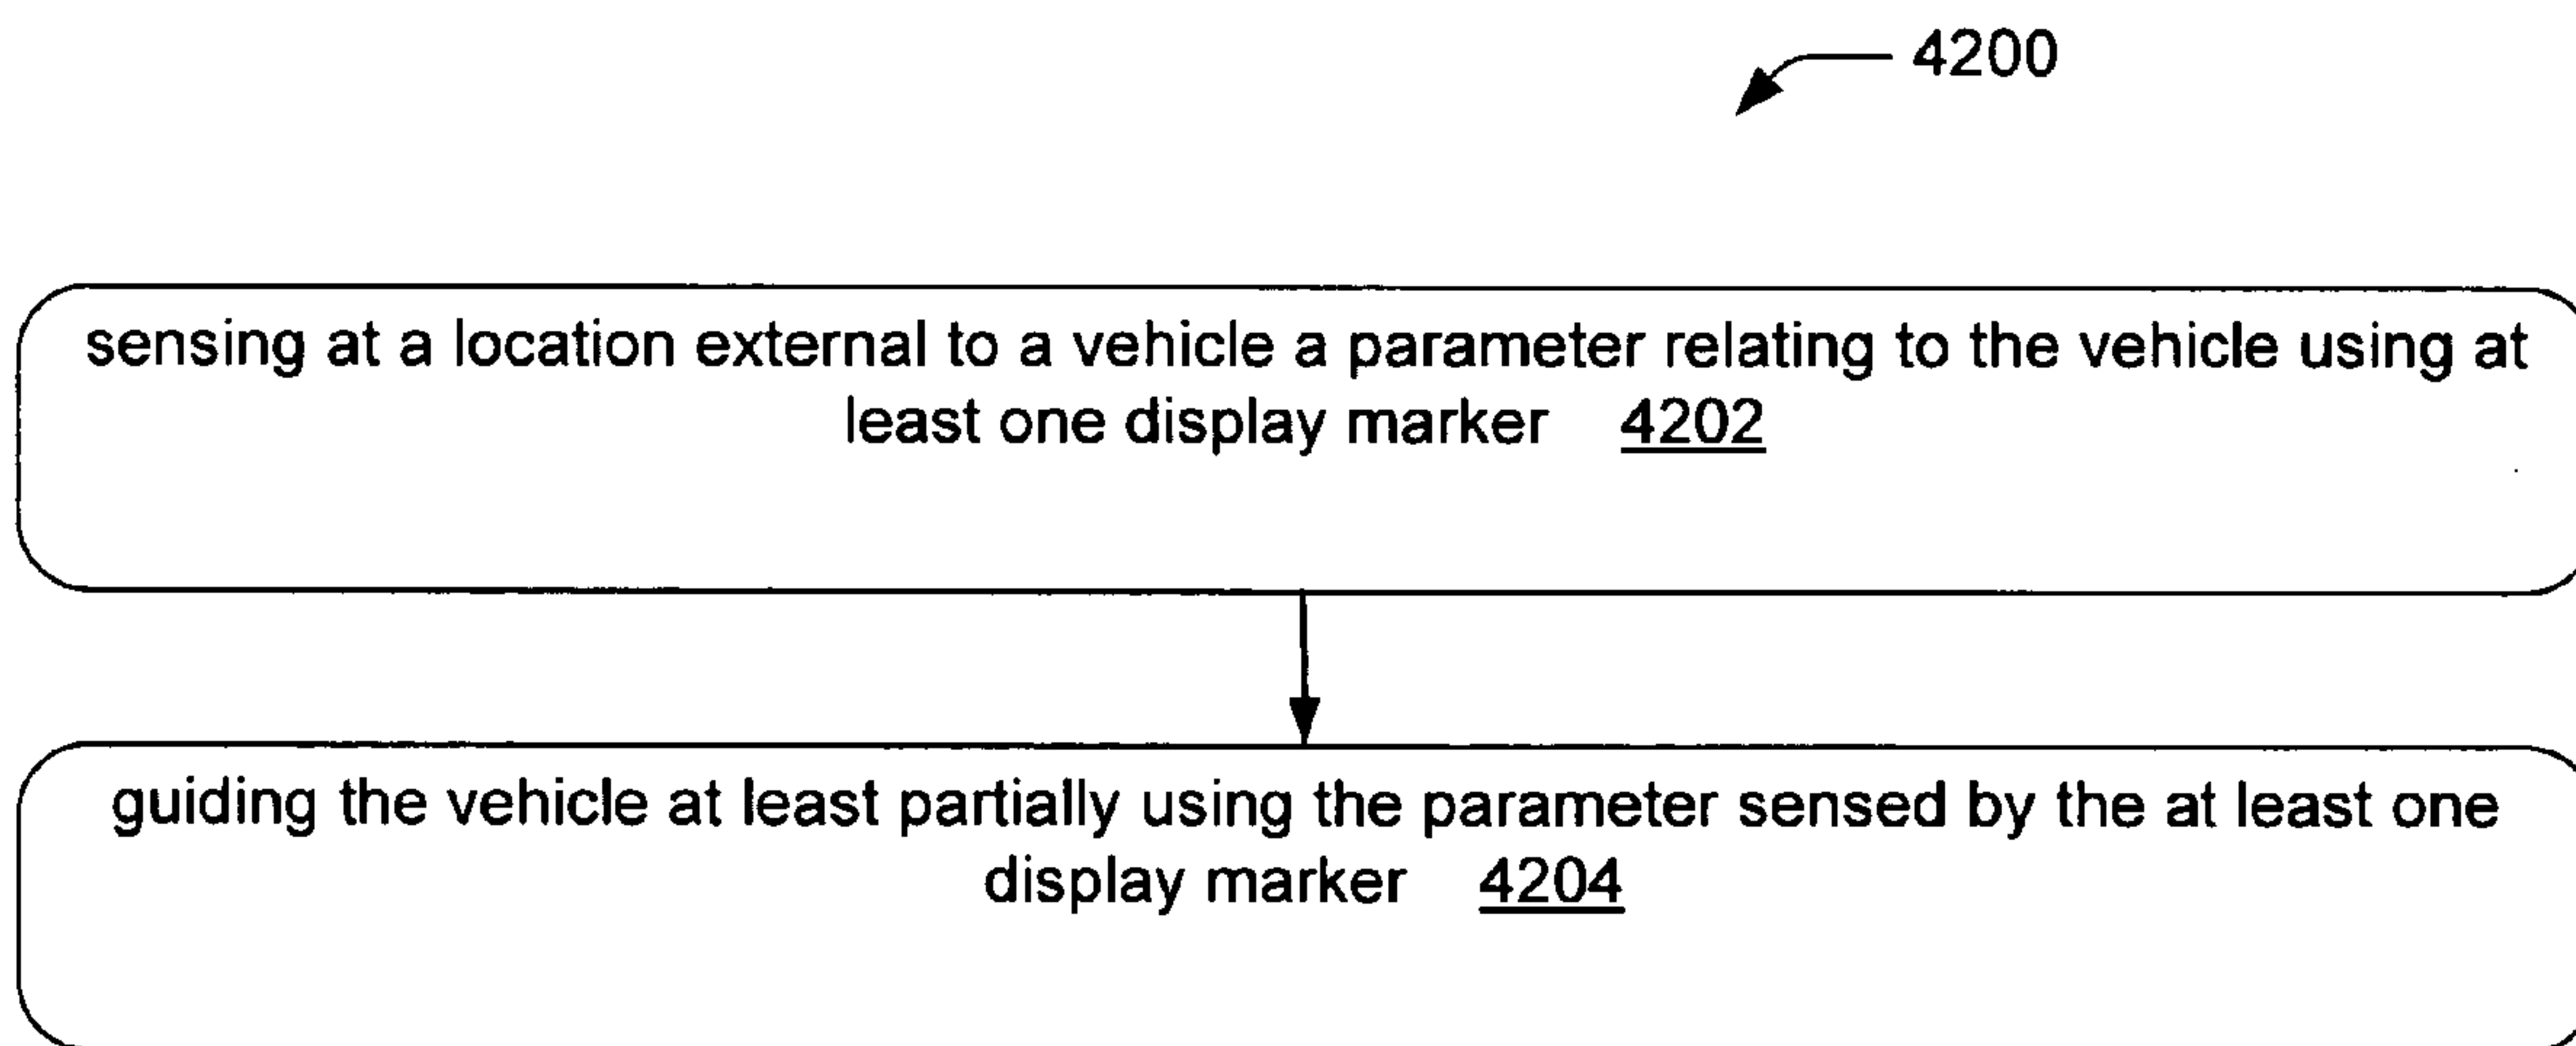 4200
sensing at a location external to a vehicle a parameter relating to the vehicle using at
least one display marker 4202
guiding the vehicle at least partially using the parameter sensed by the at least one
display marker 4204